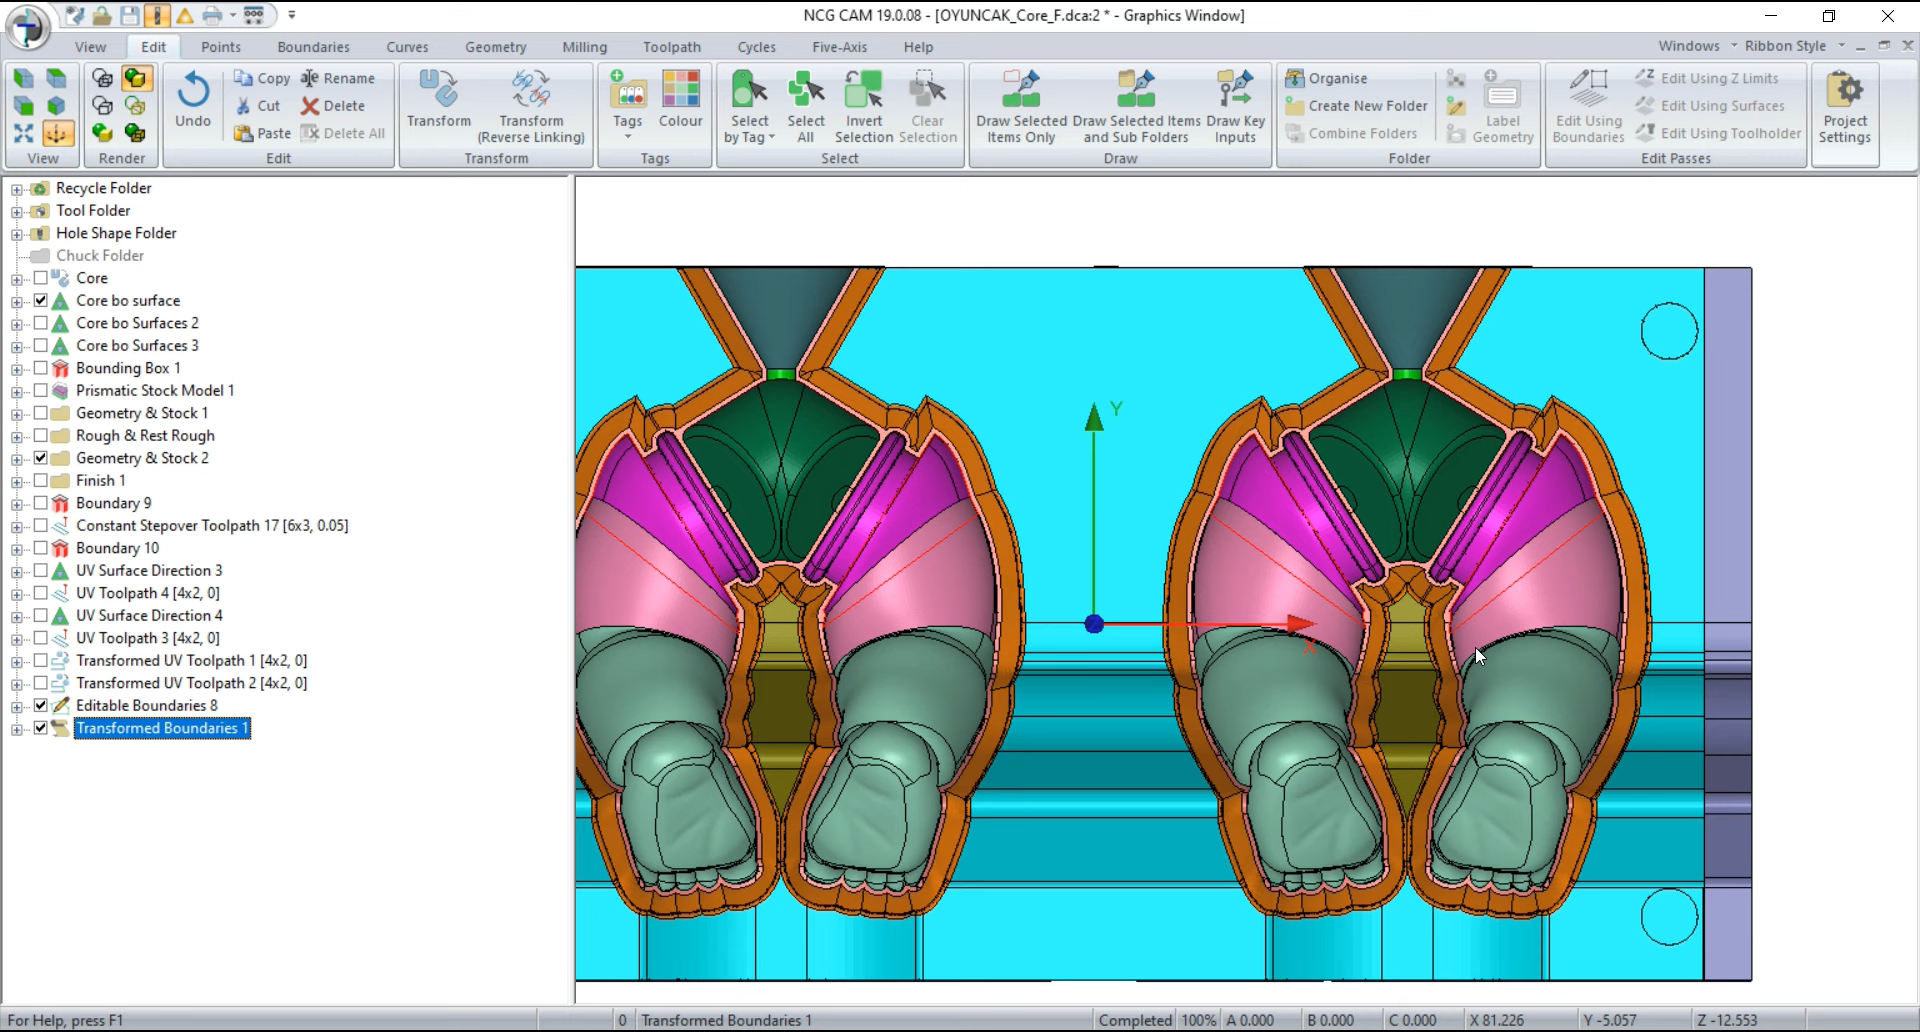 NCG CAM 19.0.08 - [OYUNCAK_Core_F.dca:2 * - Graphics Window]
View Edit Points Boundaries Curves Geometry Milling Toolpath Cycles Five-Axis Help Windows Ribbon Style
Undo
Copy
Cut
Paste
Rename
Delete
Delete All
Transform
Transform
(Reverse Linking)
Tags
Colour
Select
by Tag
Select
All
Invert
Selection
Clear
Selection
Draw Selected
Items Only
Draw Selected Items
and Sub Folders
Draw Key
Inputs
Organise
Create New Folder
Combine Folders
Label
Geometry
Edit Using
Boundaries
Edit Using Z Limits
Edit Using Surfaces
Edit Using Toolholder
Project
Settings
View Render Edit Transform Tags Select Draw Folder Edit Passes
Recycle Folder
Tool Folder
Hole Shape Folder
Chuck Folder
Core
Core bo surface
Core bo Surfaces 2
Core bo Surfaces 3
Bounding Box 1
Prismatic Stock Model 1
Geometry & Stock 1
Rough & Rest Rough
Geometry & Stock 2
Finish 1
Boundary 9
Constant Stepover Toolpath 17 [6x3, 0.05]
Boundary 10
UV Surface Direction 3
UV Toolpath 4 [4x2, 0]
UV Surface Direction 4
UV Toolpath 3 [4x2, 0]
Transformed UV Toolpath 1 [4x2, 0]
Transformed UV Toolpath 2 [4x2, 0]
Editable Boundaries 8
Transformed Boundaries 1
Y
X
For Help, press F1 0 Transformed Boundaries 1 Completed 100% A 0.000 B 0.000 C 0.000 X 81.226 Y -5.057 Z -12.553